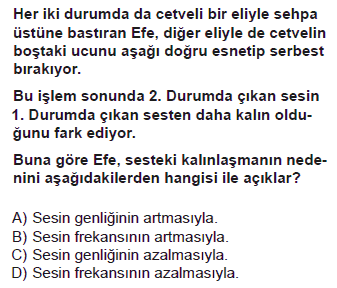 Her iki durumda da cetveli bir eliyle sehpa
üstüne bastıran Efe, diğer eliyle de cetvelin
boştaki ucunu aşağı doğru esnetip serbest
bırakıyor.
Bu işlem sonunda 2. Durumda çıkan sesin
1. Durumda çıkan sesten daha kalın oldu-
ğunu fark ediyor.
Buna göre Efe, sesteki kalınlaşmanın nede-
nini aşağıdakilerden hangisi ile açıklar?
A) Sesin genliğinin artmasıyla.
B) Sesin frekansının artmasıyla.
C) Sesin genliğinin azalmasıyla.
D) Sesin frekansının azalmasıyla.